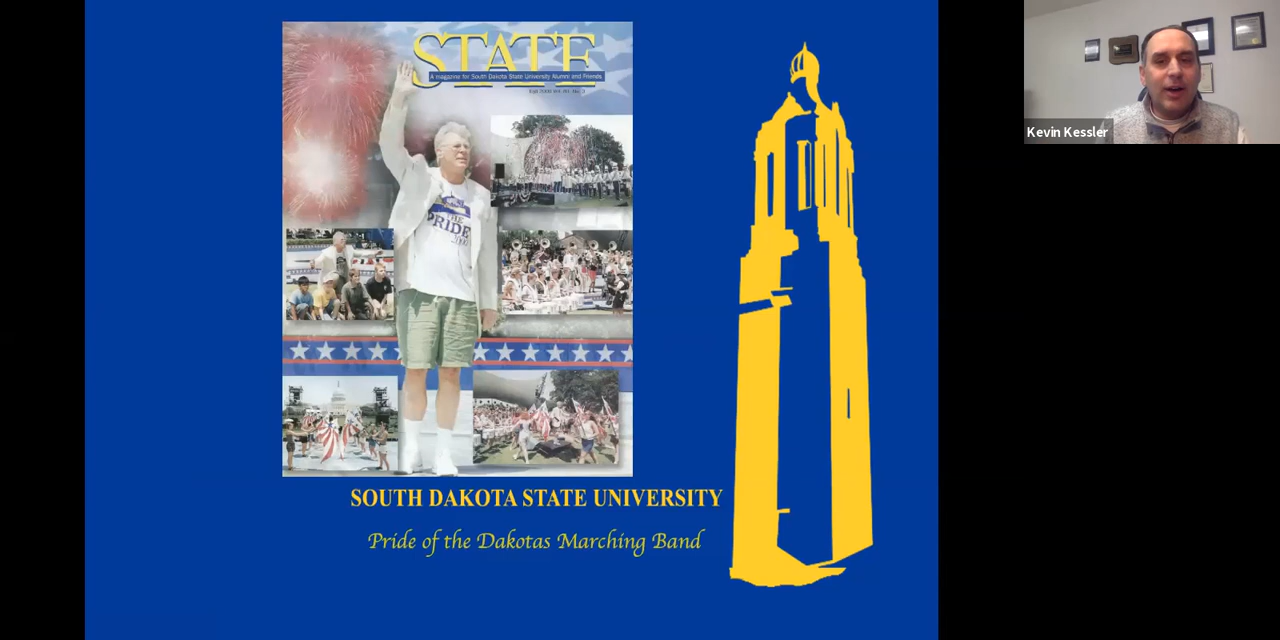 STATE
A magazine for South Dakota State University Alumni and Friends
THE
PRIDE
SOUTH DAKOTA STATE UNIVERSITY
Pride of the Dakotas Marching Band
Kevin Kessler